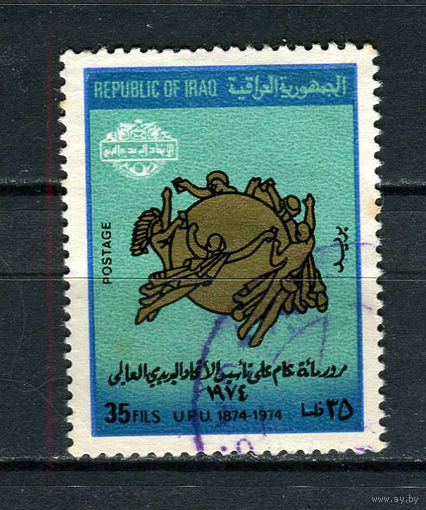 REPUBLIC OF IRAQ الجمهورية العراقية
POSTAGE
بريد
مرور مائة عام على تأسيس الاتحاد البريدي العالمي
١٩٧٤
35 FILS U.P.U. 1874-1974 ٣٥ فلسا
www.ay.by